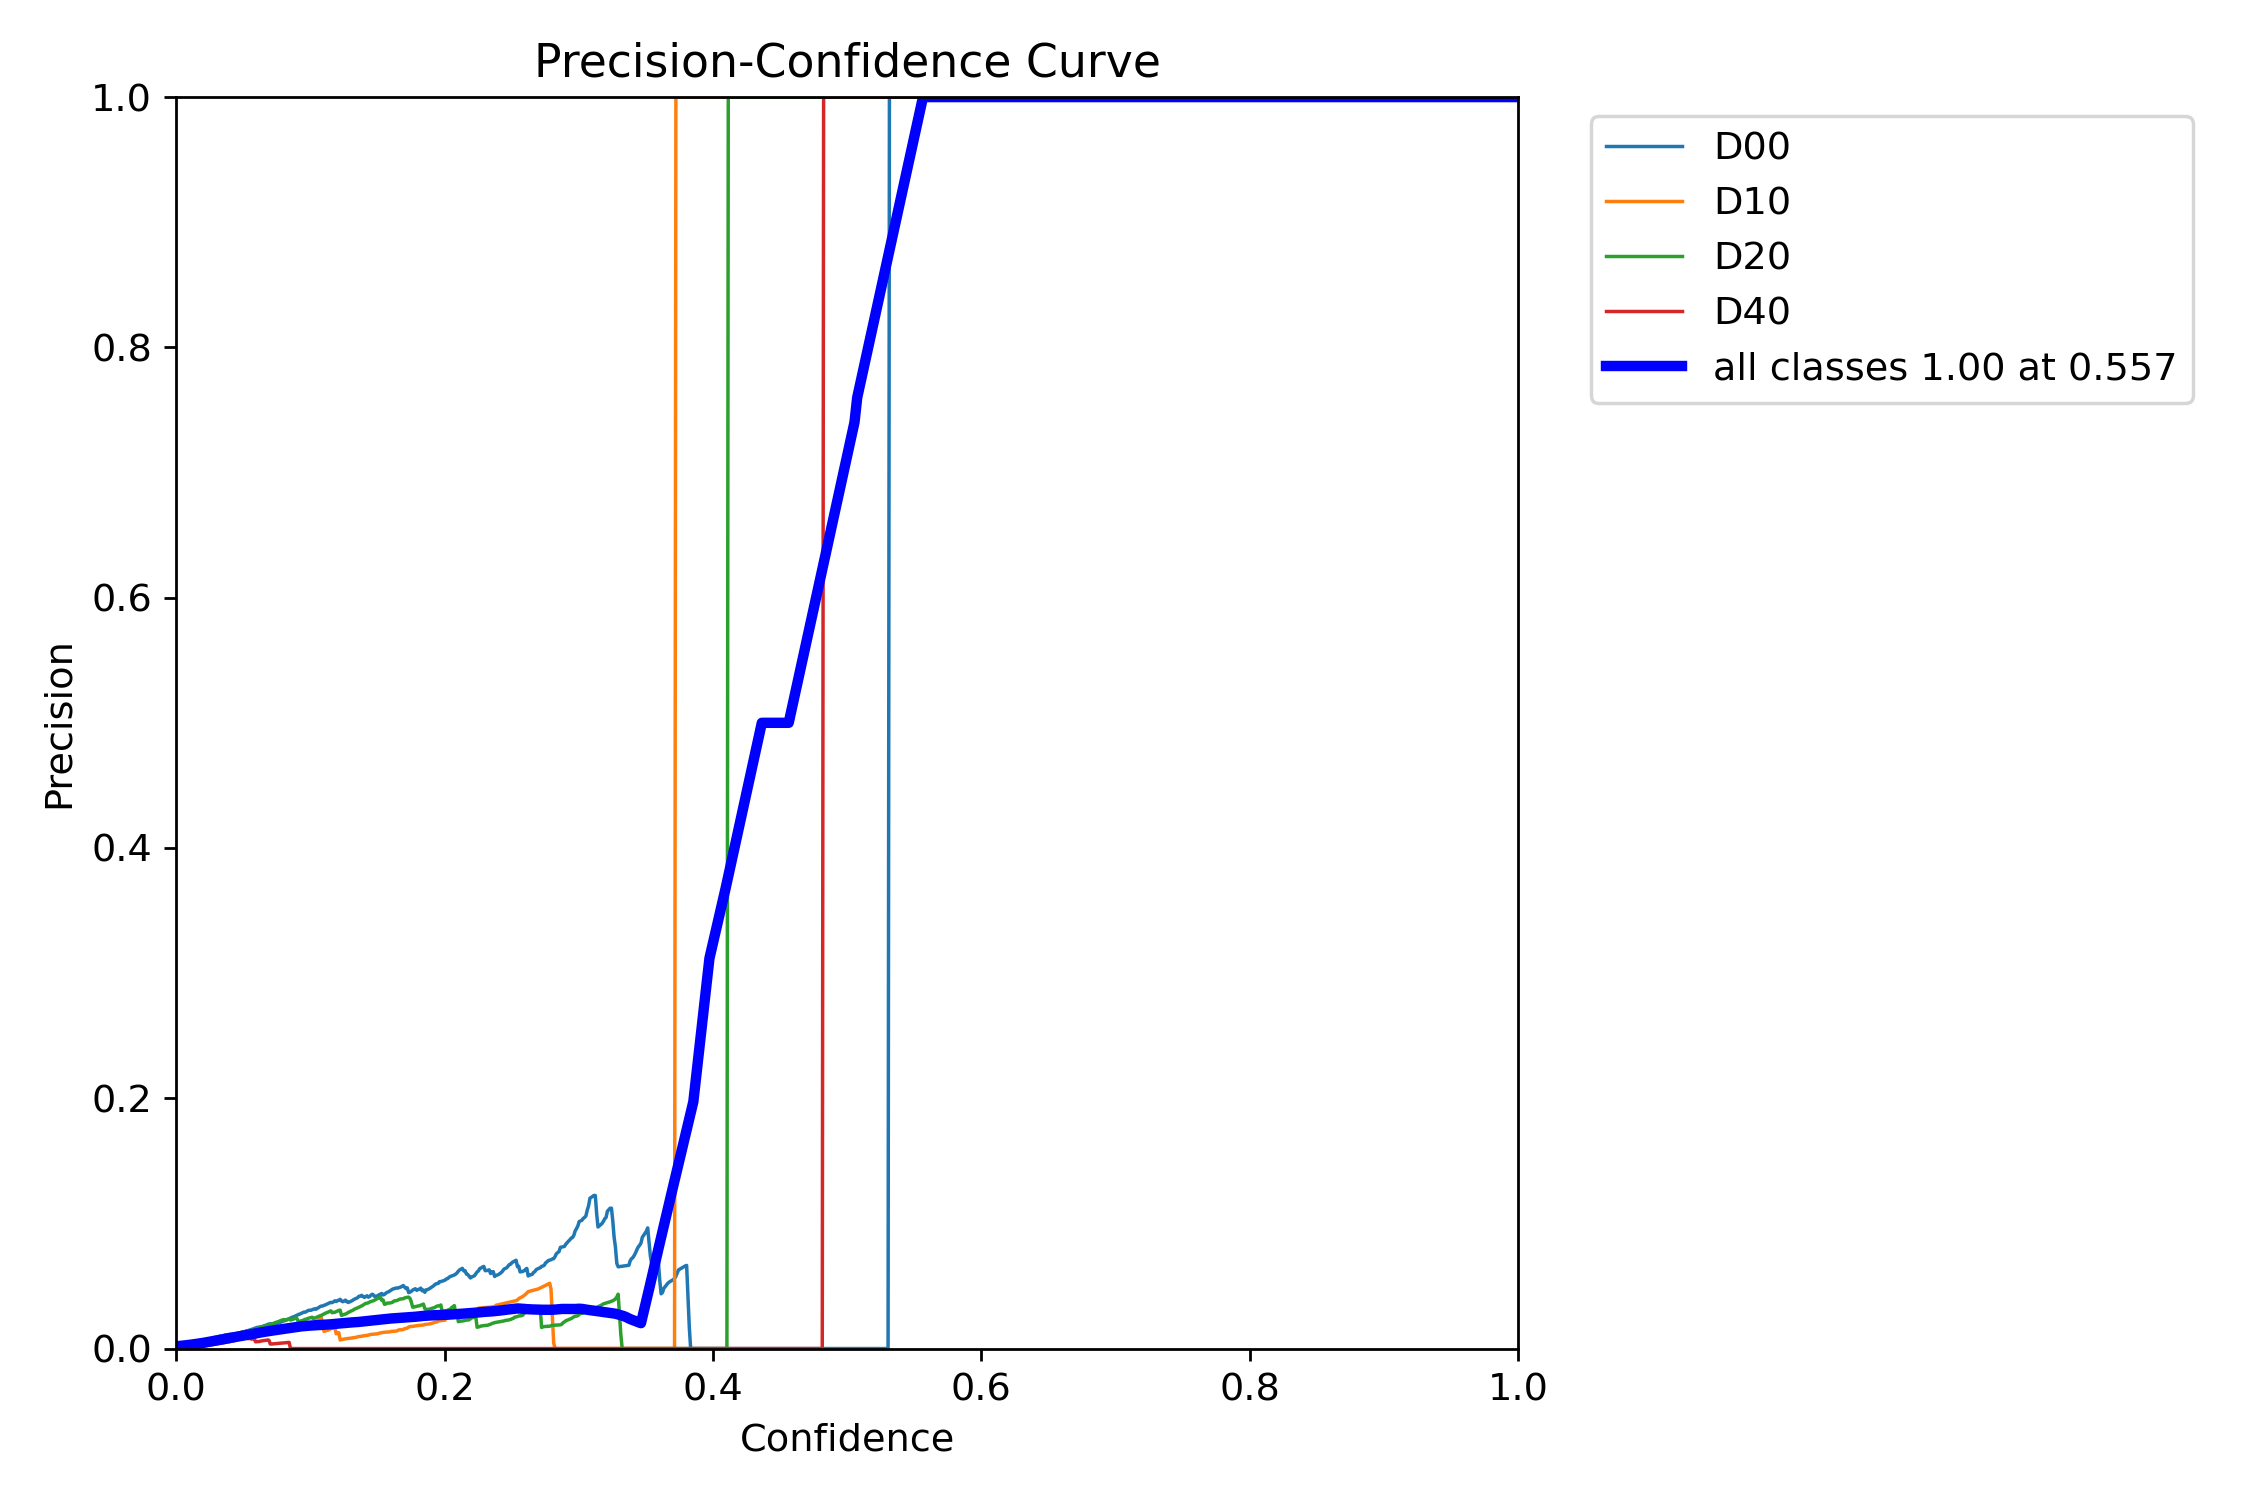 Precision-Confidence Curve
1.0
0.8
0.6
0.4
0.2
0.0
Precision
0.0 0.2 0.4 0.6 0.8 1.0
Confidence
D00
D10
D20
D40
all classes 1.00 at 0.557